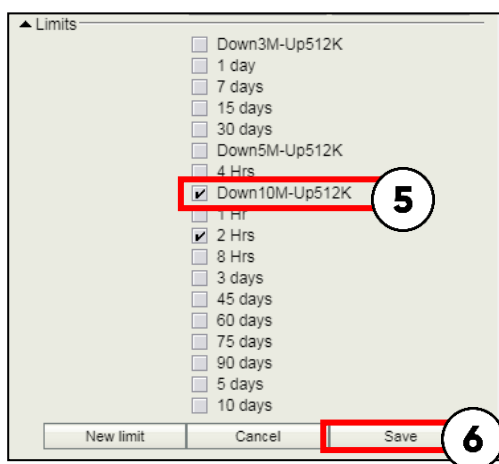 Limits
Down3M-Up512K
1 day
7 days
15 days
30 days
Down5M-Up512K
4 Hrs
Down10M-Up512K
5
1 Hr
2 Hrs
8 Hrs
3 days
45 days
60 days
75 days
90 days
5 days
10 days
New limit Cancel Save 6